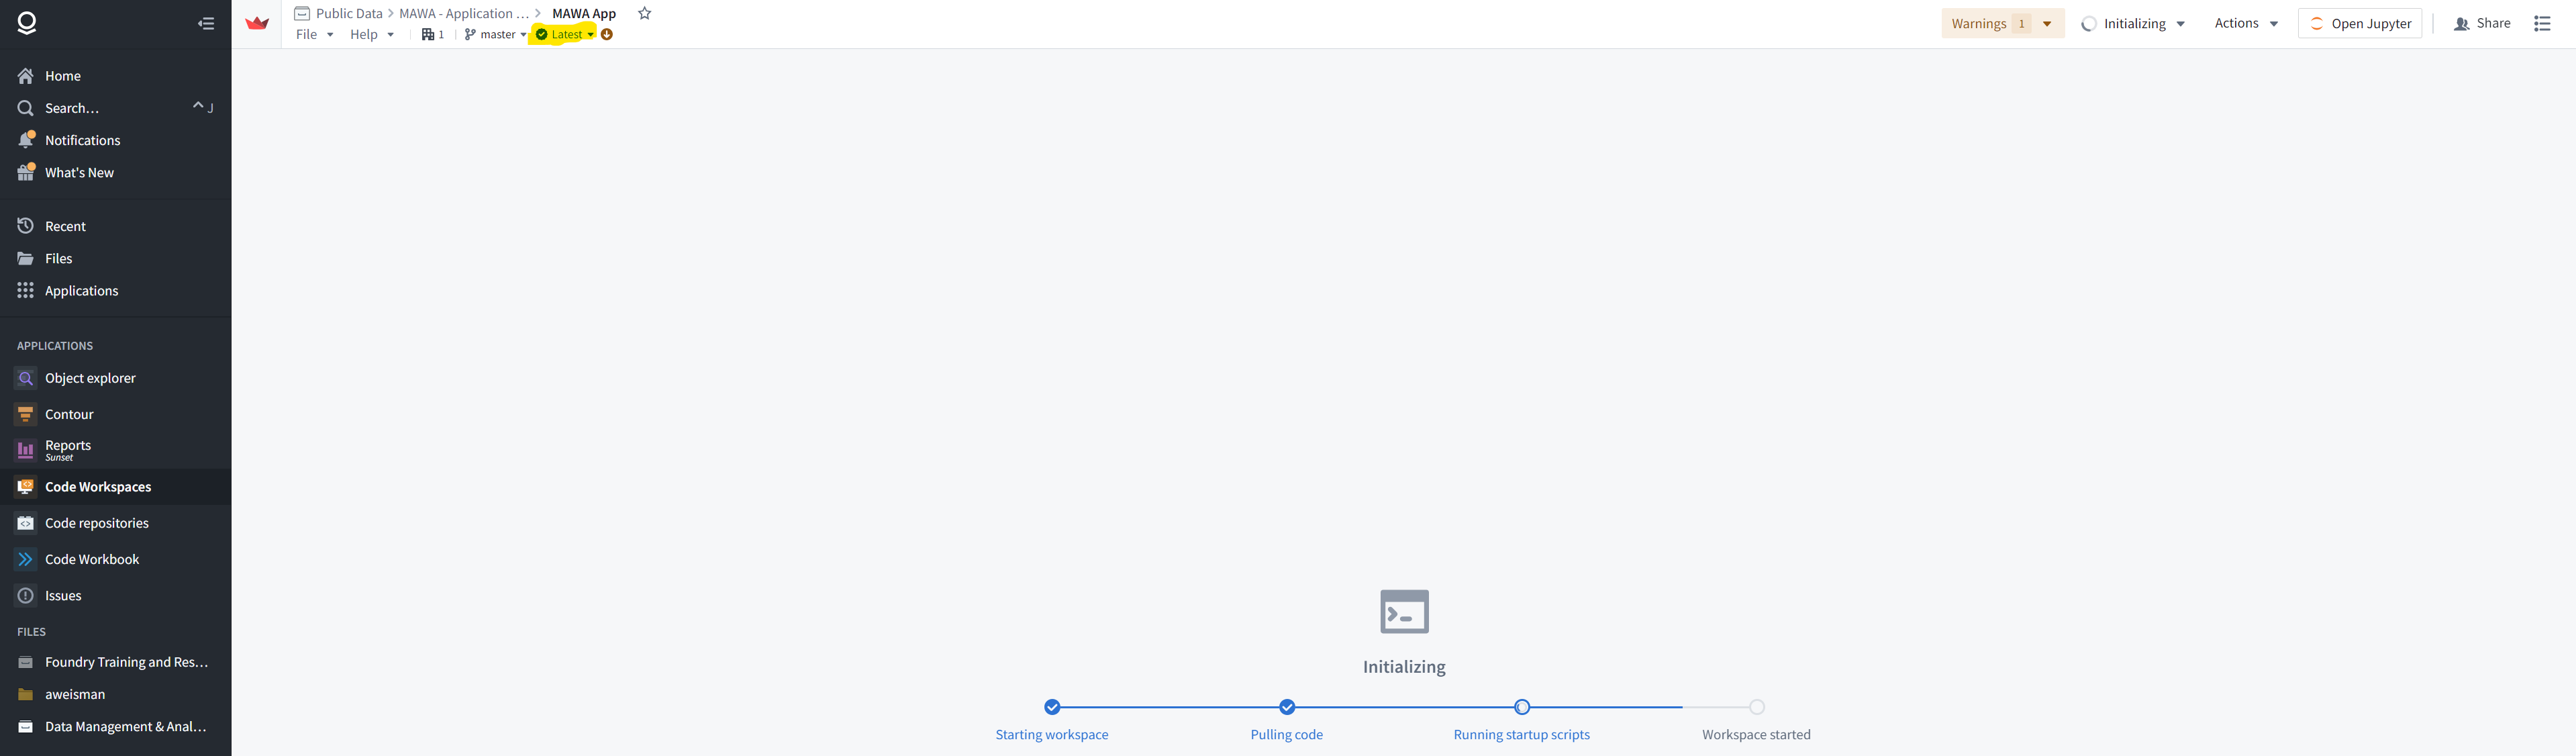 Public Data > MAWA - Application ... > MAWA App
File Help 1 master Latest
Warnings 1 Initializing Actions Open Jupyter Share
Home
Search... ^ J
Notifications
What's New
Recent
Files
Applications
APPLICATIONS
Object explorer
Contour
Reports
Sunset
Code Workspaces
Code repositories
Code Workbook
Issues
FILES
Foundry Training and Res...
aweisman
Data Management & Anal...
Initializing
Starting workspace Pulling code Running startup scripts Workspace started